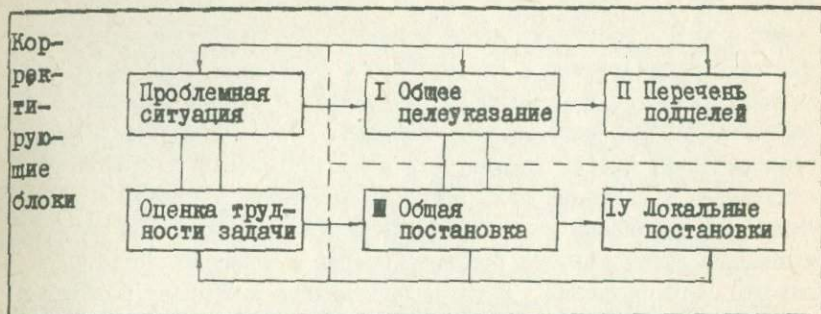 Кор-
рек-
ти-
рую-
щие
блоки
Проблемная
ситуация
I Общее
целеуказание
П Перечень
подцелей
Оценка труд-
ности задачи
Ш Общая
постановка
IУ Локальные
постановки